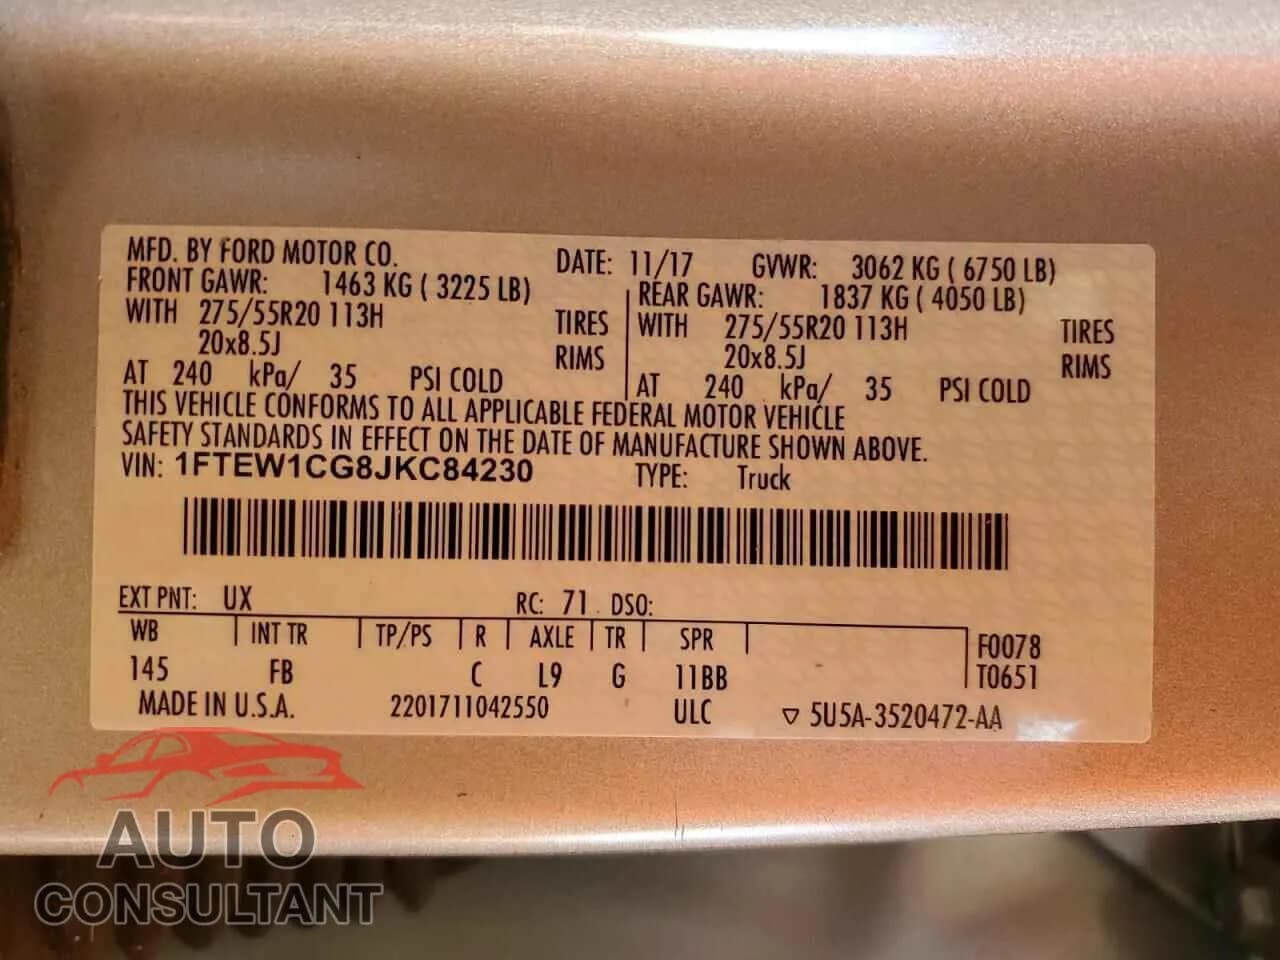 MFD. BY FORD MOTOR CO. DATE: 11/17 GVWR: 3062 KG ( 6750 LB)
FRONT GAWR: 1463 KG ( 3225 LB) REAR GAWR: 1837 KG ( 4050 LB)
WITH 275/55R20 113H TIRES WITH 275/55R20 113H TIRES
20x8.5J RIMS 20x8.5J RIMS
AT 240 kPa/ 35 PSI COLD AT 240 kPa/ 35 PSI COLD
THIS VEHICLE CONFORMS TO ALL APPLICABLE FEDERAL MOTOR VEHICLE
SAFETY STANDARDS IN EFFECT ON THE DATE OF MANUFACTURE SHOWN ABOVE.
VIN: 1FTEW1CG8JKC84230 TYPE: Truck
EXT PNT: UX RC: 71 DSO:
WB INT TR TP/PS R AXLE TR SPR F0078
145 FB C L9 G 11BB T0651
MADE IN U.S.A. 2201711042550 ULC ▽ 5U5A-3520472-AA
AUTO
CONSULTANT